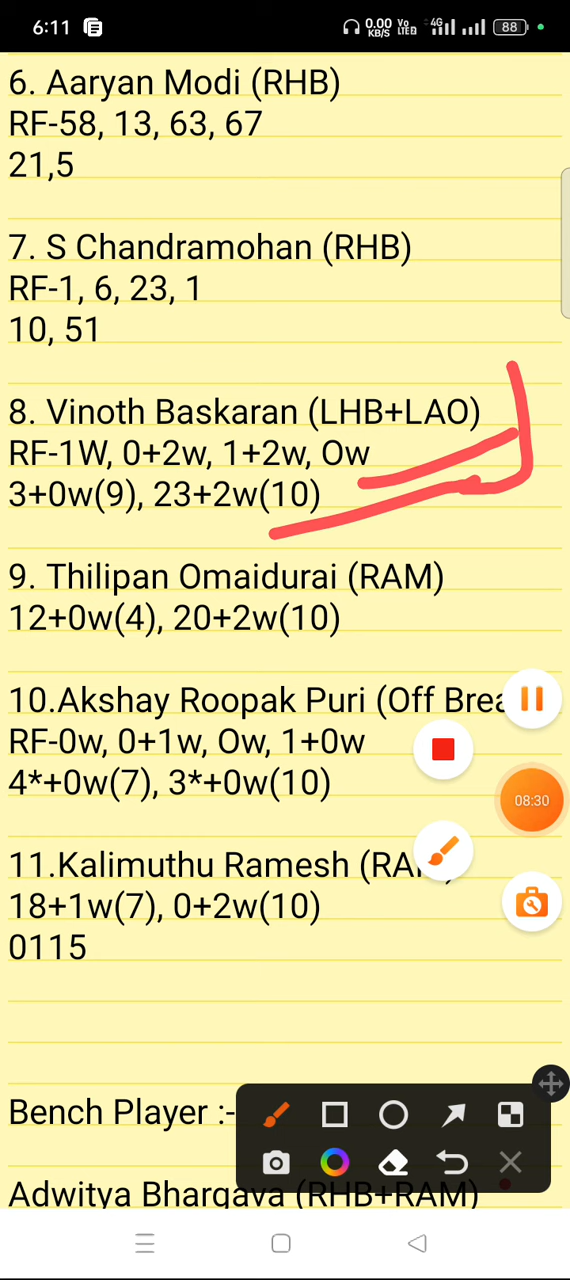 6:11
0.00 KB/S Vo LTE 4G 88
6. Aaryan Modi (RHB)
RF-58, 13, 63, 67
21,5
7. S Chandramohan (RHB)
RF-1, 6, 23, 1
10, 51
8. Vinoth Baskaran (LHB+LAO)
RF-1W, 0+2w, 1+2w, Ow
3+0w(9), 23+2w(10)
9. Thilipan Omaidurai (RAM)
12+0w(4), 20+2w(10)
10.Akshay Roopak Puri (Off
RF-0w, 0+1w, Ow, 1+0w
4*+0w(7), 3*+0w(10)
08:30
11.Kalimuthu Ramesh
18+1w(7), 0+2w(10)
0115
Bench Player :-
Adwitya Bhargava (RHB+RAM)